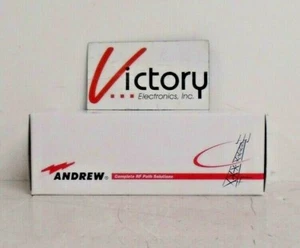 Victory
Electronics, Inc.
ANDREW®
Complete RF Path Solutions